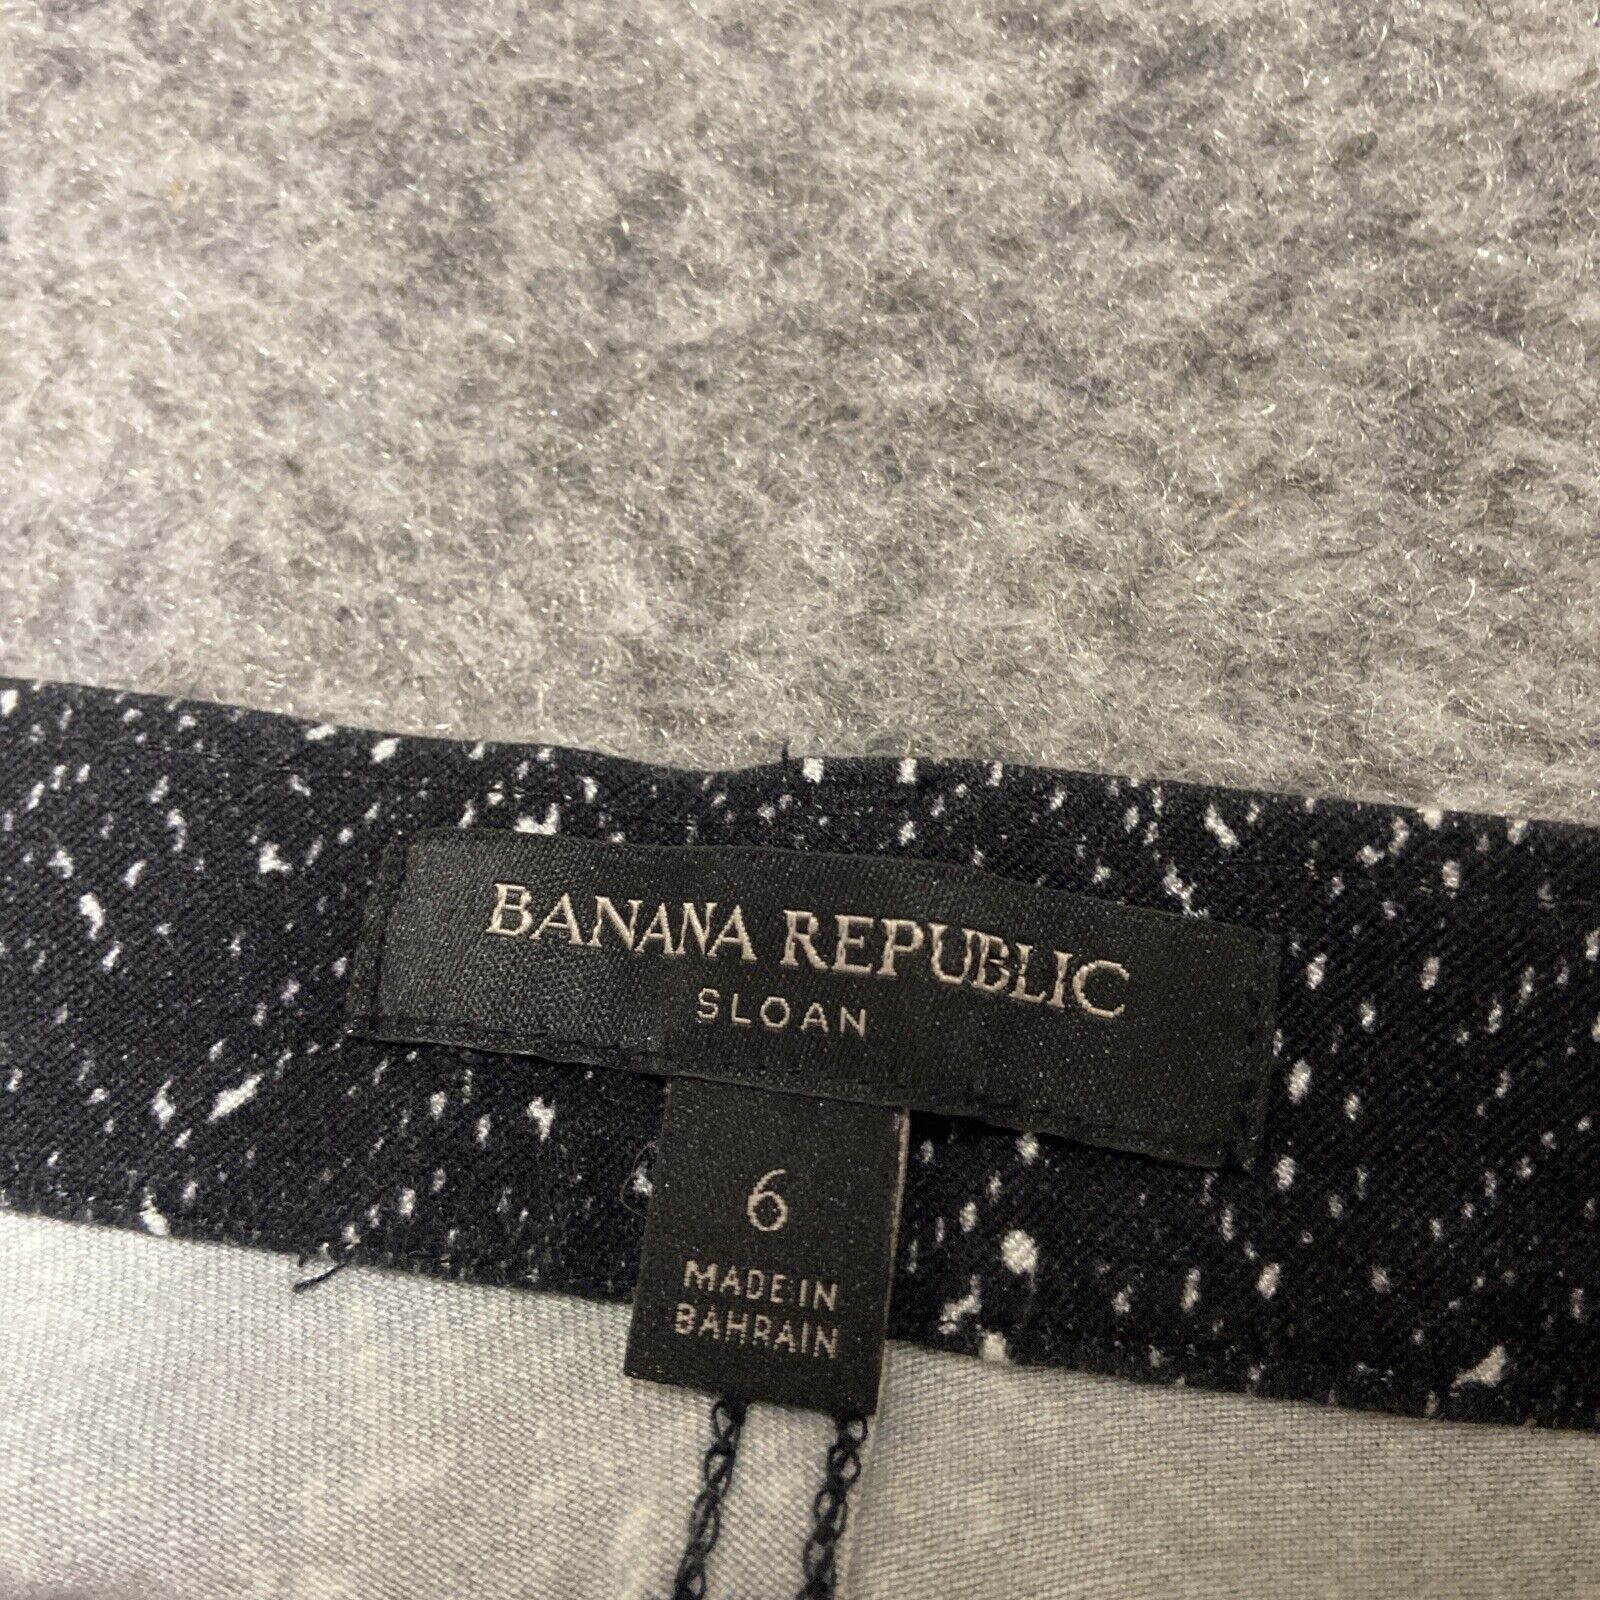 BANANA REPUBLIC
SLOAN
6
MADE IN
BAHRAIN